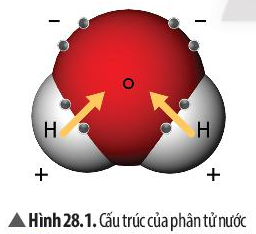 − −
O
H H
+ +
▲ Hình 28.1. Cấu trúc của phân tử nước